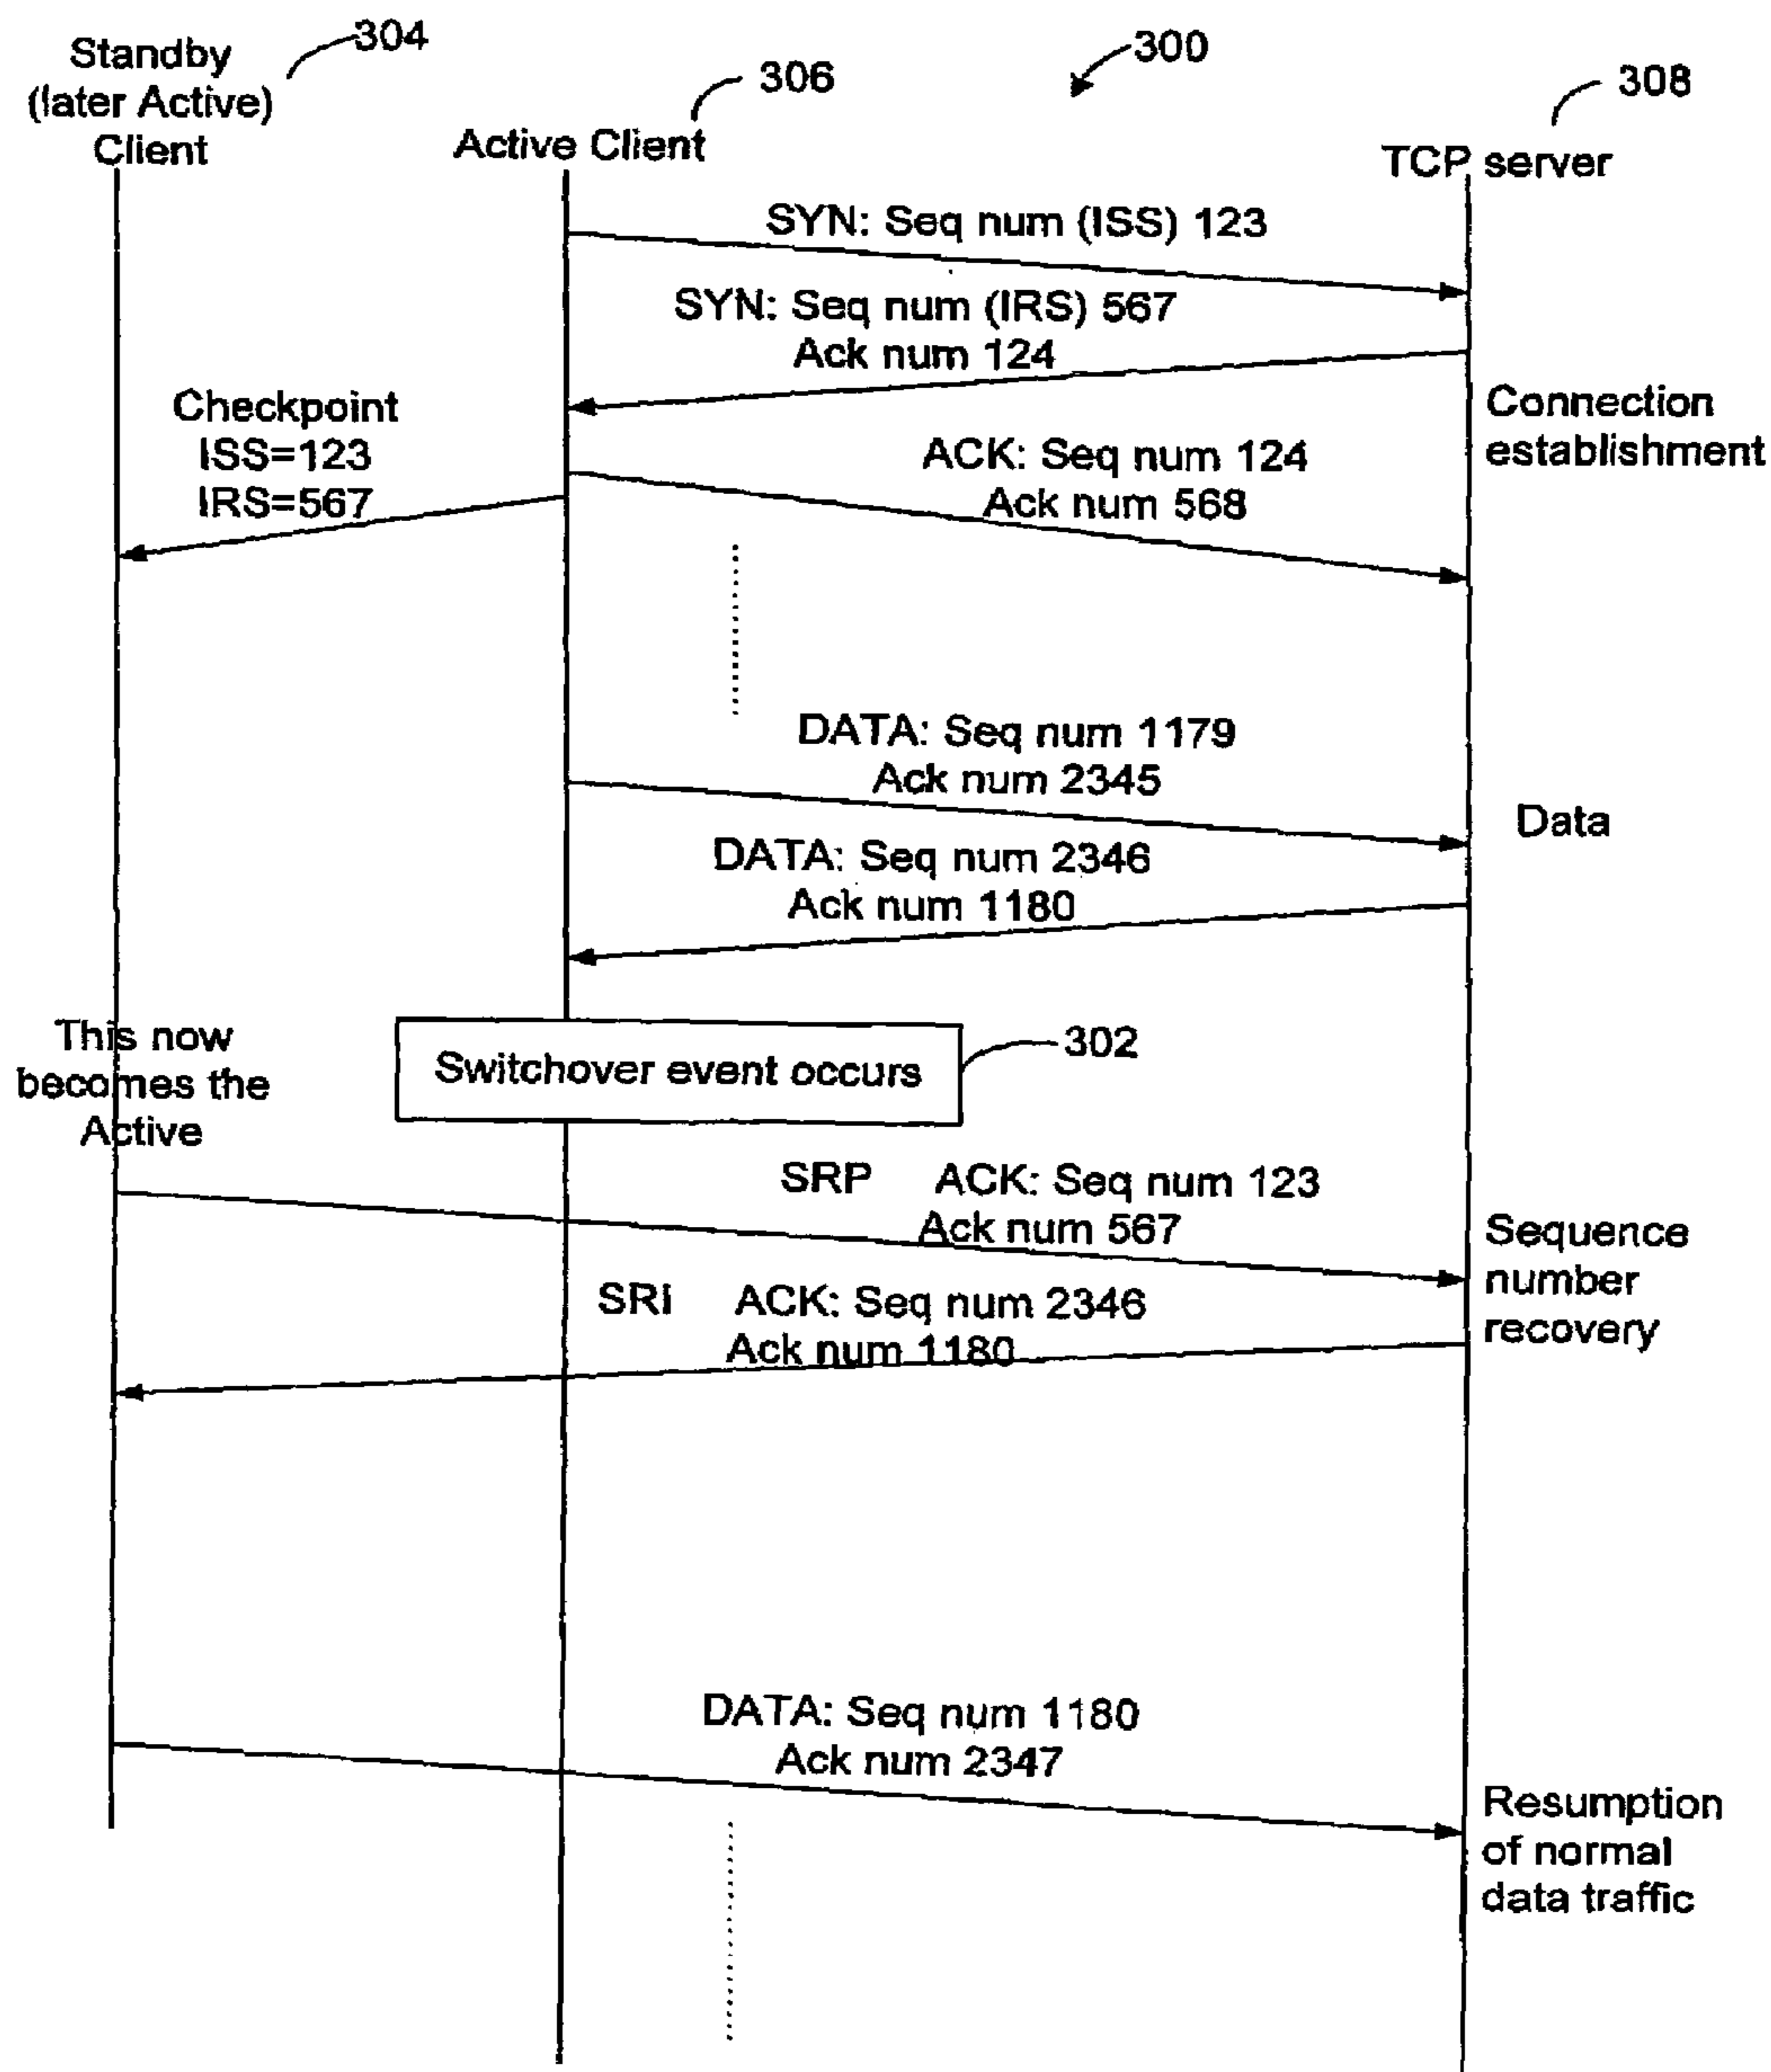 Standby
(later Active)
Client
304
Active Client
306
300
TCP server
308
SYN: Seq num (ISS) 123
SYN: Seq num (IRS) 567
Ack num 124
Checkpoint
ISS=123
IRS=567
Connection
establishment
ACK: Seq num 124
Ack num 568
DATA: Seq num 1179
Ack num 2345
Data
DATA: Seq num 2346
Ack num 1180
This now
becomes the
Active
Switchover event occurs
302
SRP ACK: Seq num 123
Ack num 567
Sequence
number
recovery
SRI ACK: Seq num 2346
Ack num 1180
DATA: Seq num 1180
Ack num 2347
Resumption
of normal
data traffic